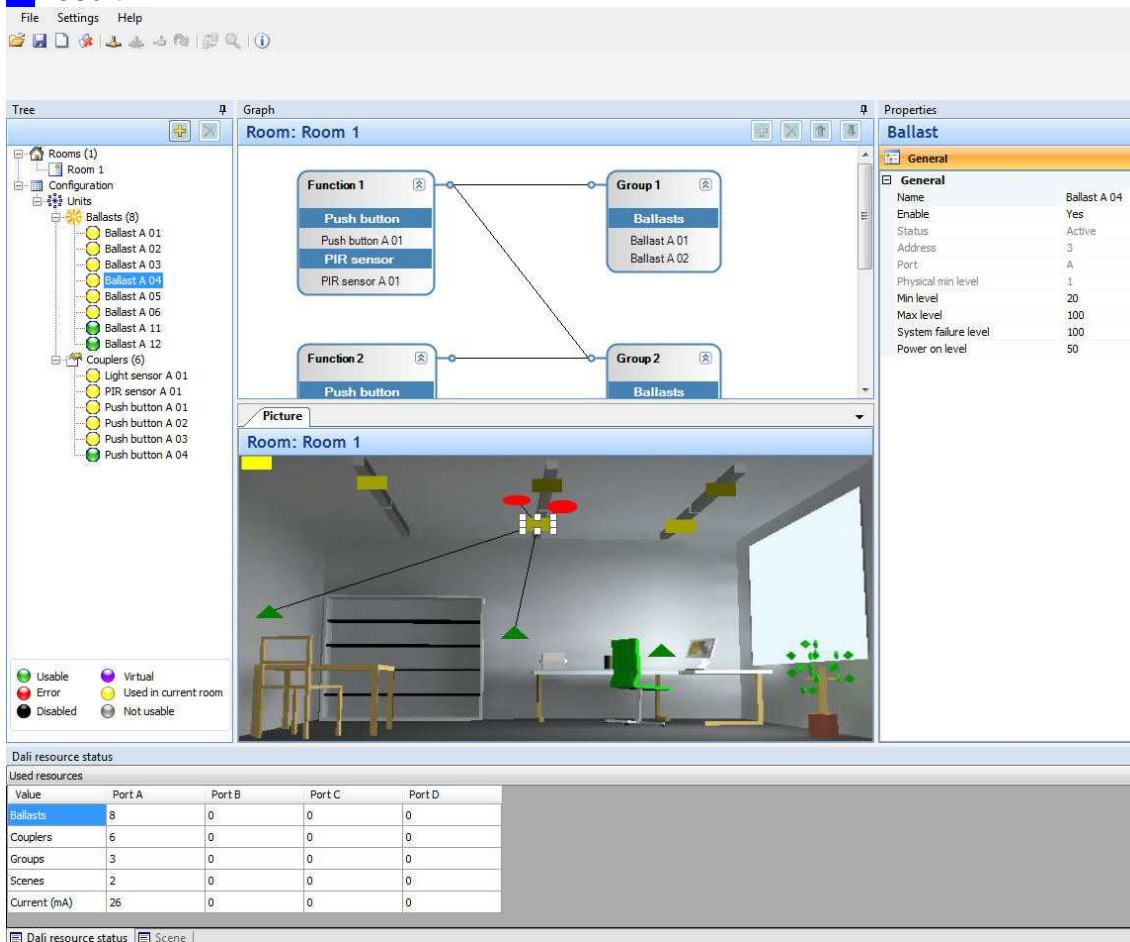 File Settings Help
Tree
Graph
Properties
Room: Room 1
Ballast
Rooms (1)
Room 1
Configuration
Units
Ballasts (8)
Ballast A 01
Ballast A 02
Ballast A 03
Ballast A 04
Ballast A 05
Ballast A 06
Ballast A 11
Ballast A 12
Couplers (6)
Light sensor A 01
PIR sensor A 01
Push button A 01
Push button A 02
Push button A 03
Push button A 04
Usable Virtual
Error Used in current room
Disabled Not usable
Function 1
Push button
Push button A 01
PIR sensor
PIR sensor A 01
Group 1
Ballasts
Ballast A 01
Ballast A 02
Function 2
Push button
Group 2
Ballasts
Picture
Room: Room 1
General
General
Name Ballast A 04
Enable Yes
Status Active
Address 3
Port A
Physical min level 1
Min level 20
Max level 100
System failure level 100
Power on level 50
Dali resource status
Used resources
Value Port A Port B Port C Port D
Ballasts 8 0 0 0
Couplers 6 0 0 0
Groups 3 0 0 0
Scenes 2 0 0 0
Current (mA) 26 0 0 0
Dali resource status Scene